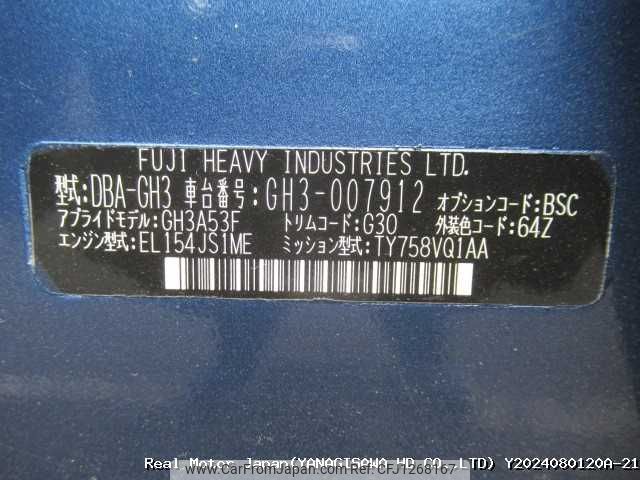 FUJI HEAVY INDUSTRIES LTD.
型式:DBA-GH3 車台番号:GH3-007912 オプションコード:BSC
アプライドモデル:GH3A53F トリムコード:G30 外装色コード:64Z
エンジン型式:EL154JS1ME ミッション型式:TY758VQ1AA
www.CarFromJapan.com Ref. CFJ1268167
Real Motor Japan(YANAGISAWA HD CO.,LTD) Y2024080120A-21